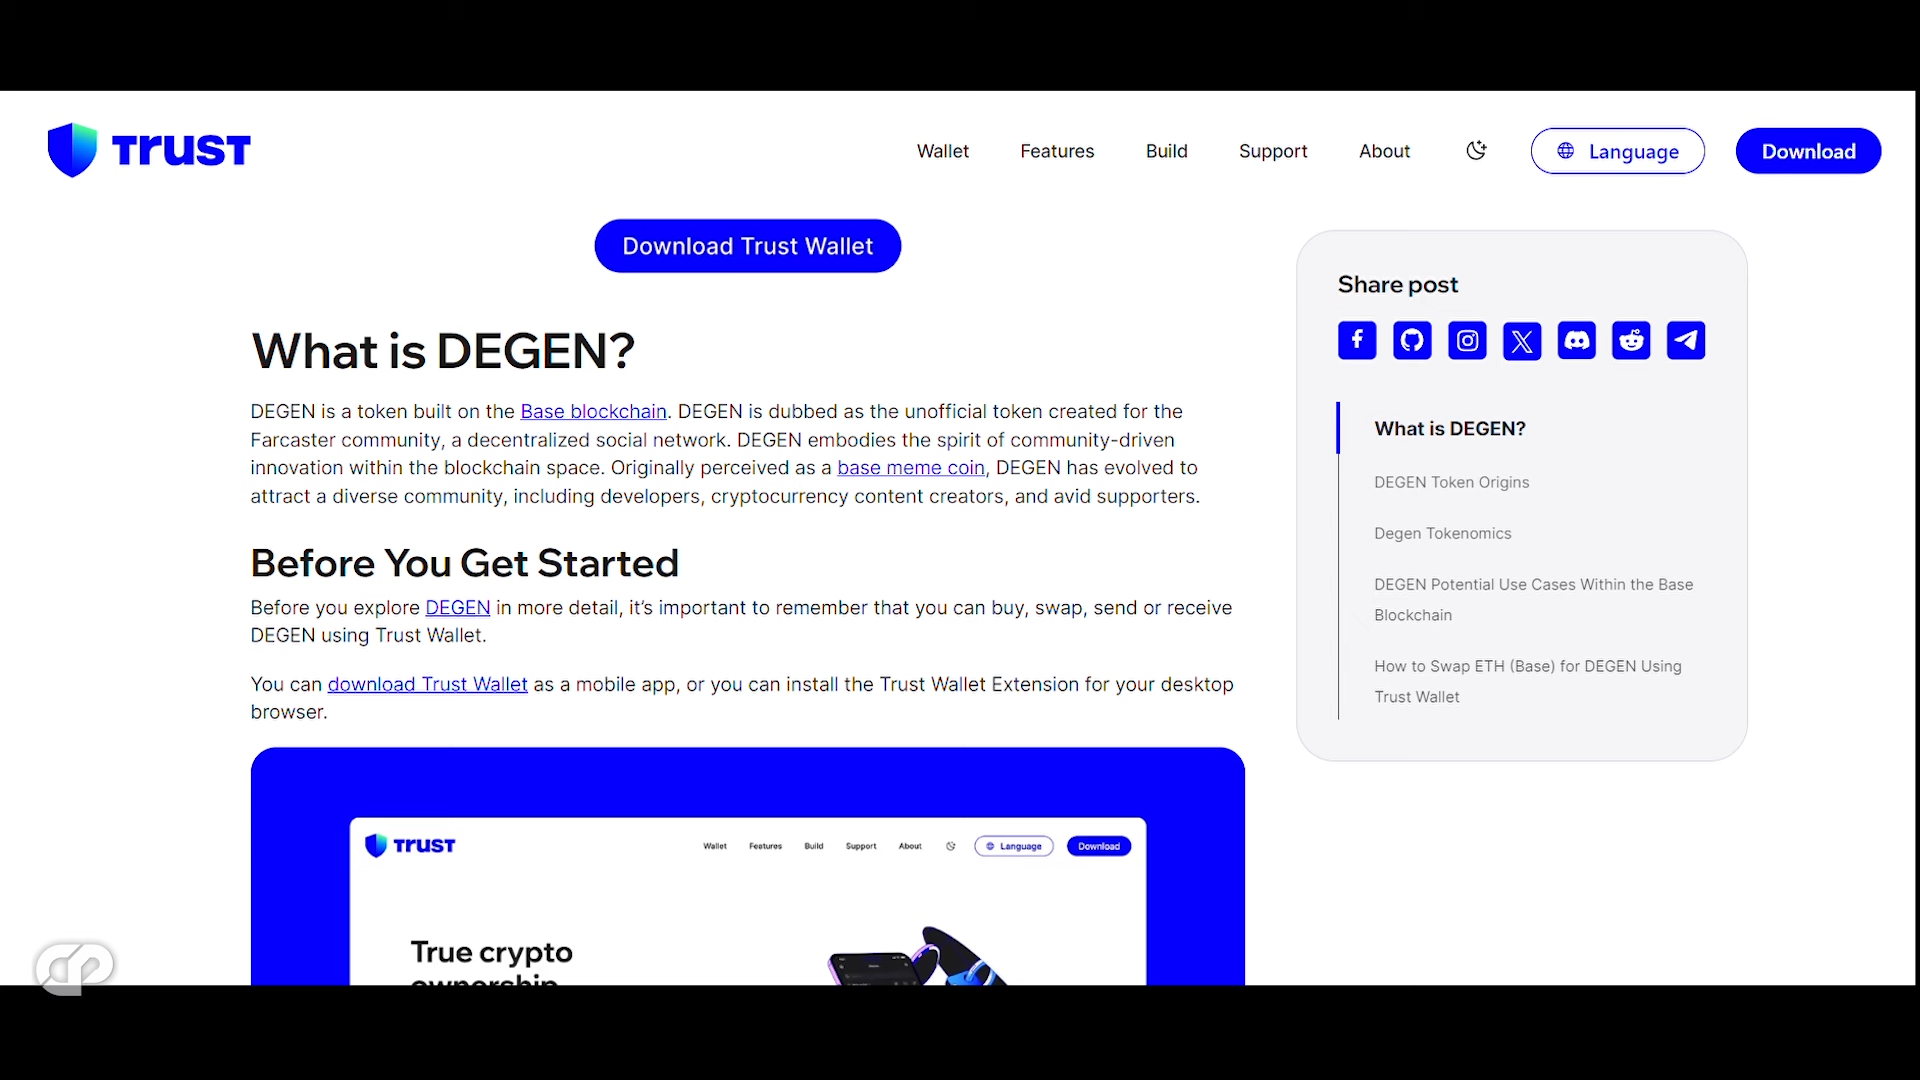 TRUST
Wallet
Features
Build
Support
About
Language
Download
Download Trust Wallet
What is DEGEN?
DEGEN is a token built on the Base blockchain. DEGEN is dubbed as the unofficial token created for the
Farcaster community, a decentralized social network. DEGEN embodies the spirit of community-driven
innovation within the blockchain space. Originally perceived as a base meme coin, DEGEN has evolved to
attract a diverse community, including developers, cryptocurrency content creators, and avid supporters.
Before You Get Started
Before you explore DEGEN in more detail, it’s important to remember that you can buy, swap, send or receive
DEGEN using Trust Wallet.
You can download Trust Wallet as a mobile app, or you can install the Trust Wallet Extension for your desktop
browser.
TRUST
Wallet
Features
Build
Support
About
Language
Download
True crypto
ownership
Share post
What is DEGEN?
DEGEN Token Origins
Degen Tokenomics
DEGEN Potential Use Cases Within the Base
Blockchain
How to Swap ETH (Base) for DEGEN Using
Trust Wallet